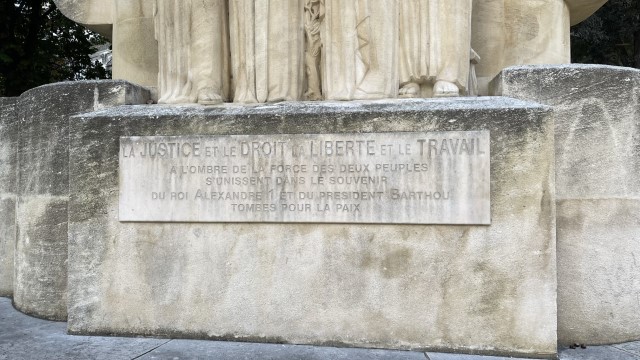 LA JUSTICE ET LE DROIT LA LIBERTE ET LE TRAVAIL
A L'OMBRE DE LA FORCE DES DEUX PEUPLES
S'UNISSENT DANS LE SOUVENIR
DU ROI ALEXANDRE I ET DU PRESIDENT BARTHOU
TOMBES POUR LA PAIX